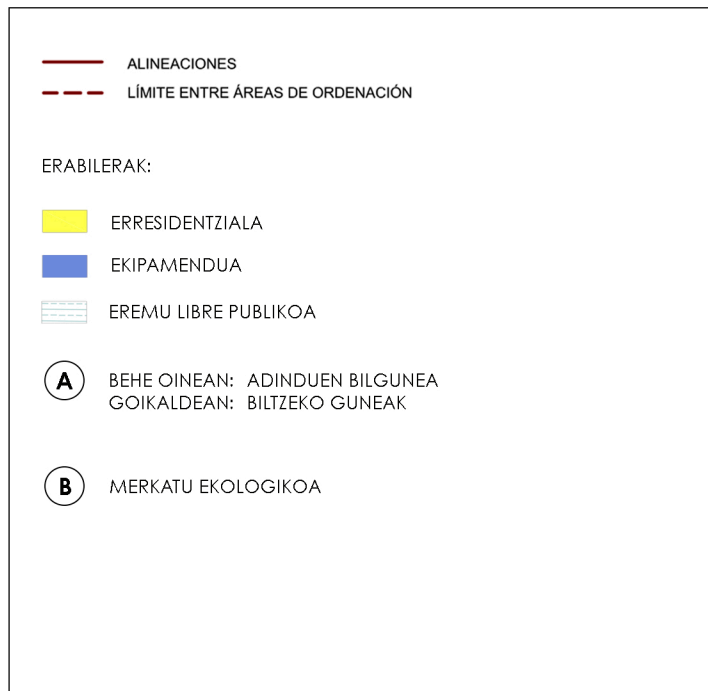 ALINEACIONES
LÍMITE ENTRE ÁREAS DE ORDENACIÓN
ERABILERAK:
ERRESIDENTZIALA
EKIPAMENDUA
EREMU LIBRE PUBLIKOA
A BEHE OINEAN: ADINDUEN BILGUNEA
GOIKALDEAN: BILTZEKO GUNEAK
B MERKATU EKOLOGIKOA